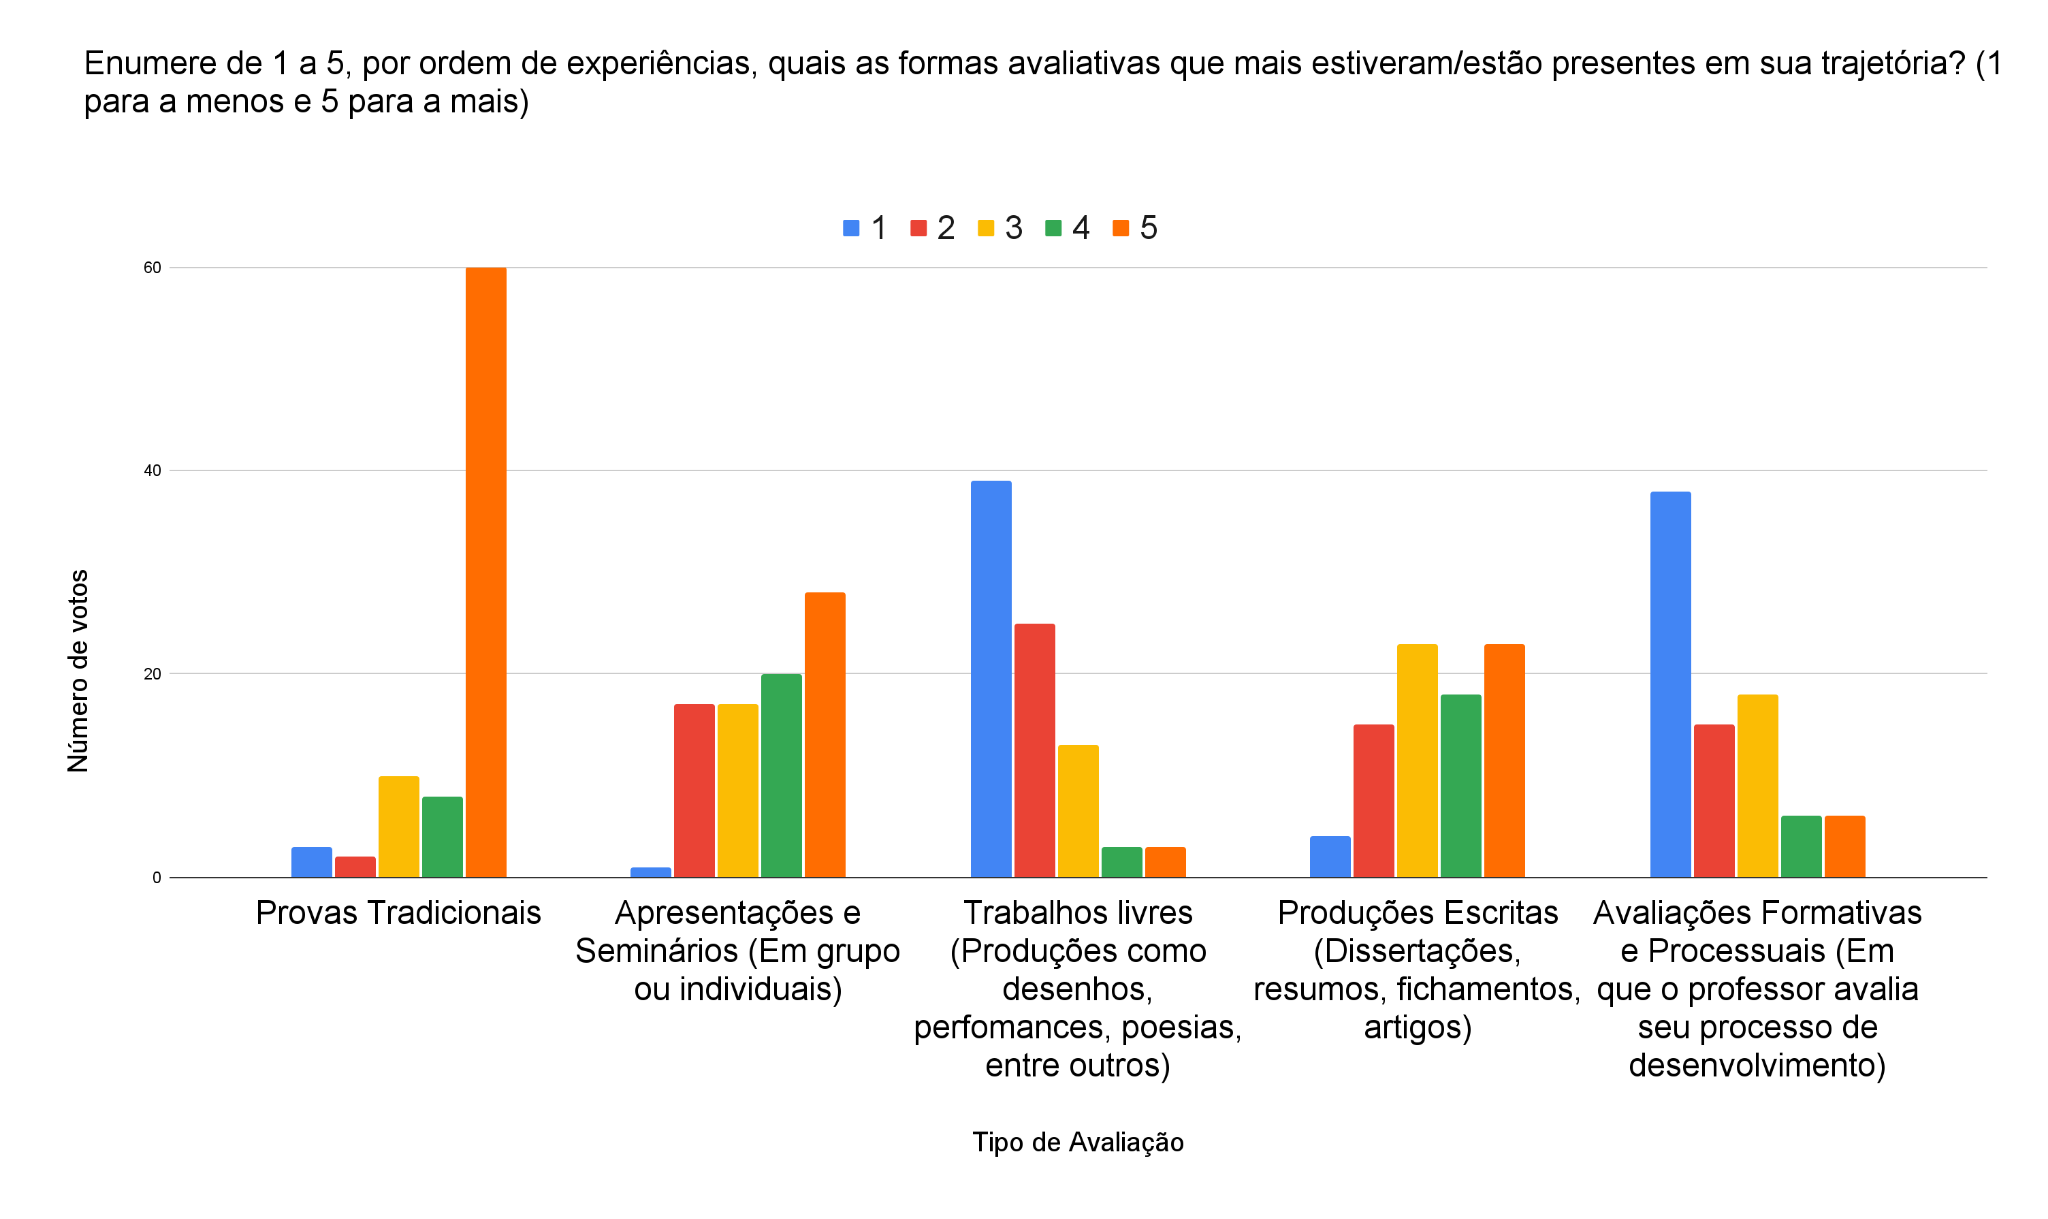 Enumere de 1 a 5, por ordem de experiências, quais as formas avaliativas que mais estiveram/estão presentes em sua trajetória? (1
para a menos e 5 para a mais)
1 2 3 4 5
60
40
20
0
Número de votos
Provas Tradicionais
Apresentações e
Seminários (Em grupo
ou individuais)
Trabalhos livres
(Produções como
desenhos,
perfomances, poesias,
entre outros)
Produções Escritas
(Dissertações,
resumos, fichamentos,
artigos)
Avaliações Formativas
e Processuais (Em
que o professor avalia
seu processo de
desenvolvimento)
Tipo de Avaliação